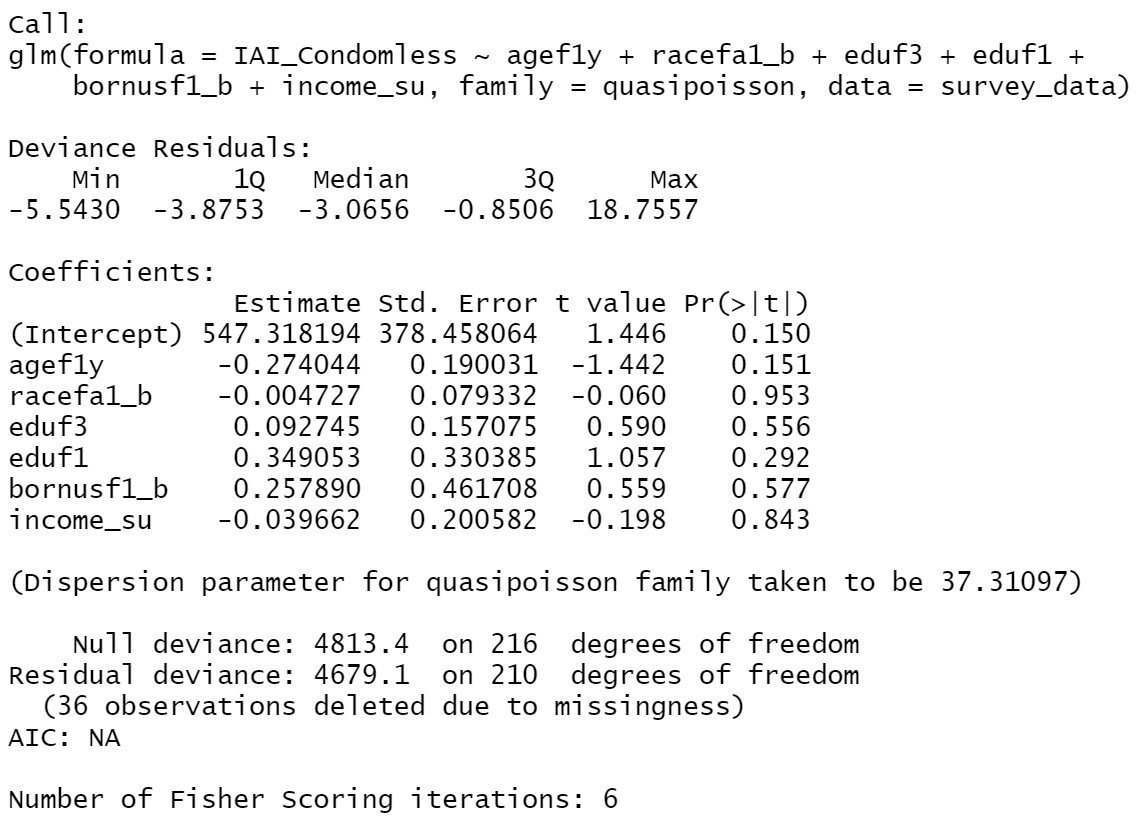 Call:
glm(formula = IAI_Condomless ~ agef1y + racefa1_b + eduf3 + eduf1 +
    bornusf1_b + income_su, family = quasipoisson, data = survey_data)

Deviance Residuals:
    Min       1Q   Median       3Q      Max
-5.5430  -3.8753  -3.0656  -0.8506  18.7557

Coefficients:
              Estimate Std. Error t value Pr(>|t|)
(Intercept) 547.318194 378.458064   1.446    0.150
agef1y       -0.274044   0.190031  -1.442    0.151
racefa1_b    -0.004727   0.079332  -0.060    0.953
eduf3         0.092745   0.157075   0.590    0.556
eduf1         0.349053   0.330385   1.057    0.292
bornusf1_b    0.257890   0.461708   0.559    0.577
income_su    -0.039662   0.200582  -0.198    0.843

(Dispersion parameter for quasipoisson family taken to be 37.31097)

    Null deviance: 4813.4  on 216  degrees of freedom
Residual deviance: 4679.1  on 210  degrees of freedom
  (36 observations deleted due to missingness)
AIC: NA

Number of Fisher Scoring iterations: 6